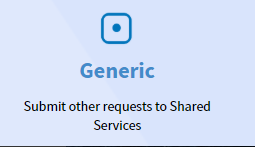 Generic
Submit other requests to Shared
Services